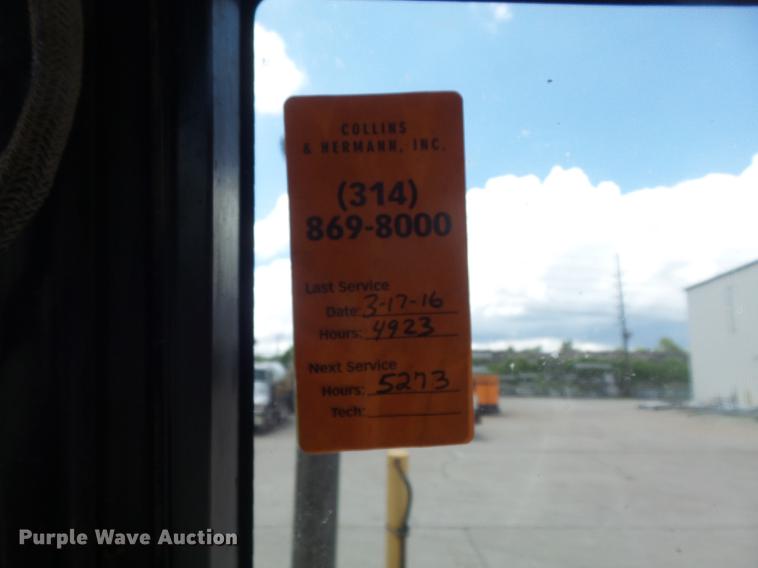 COLLINS
& HERMANN, INC.
(314)
869-8000
Last Service
Date: 3-17-16
Hours: 4923
Next Service
Hours: 5273
Tech:
Purple Wave Auction